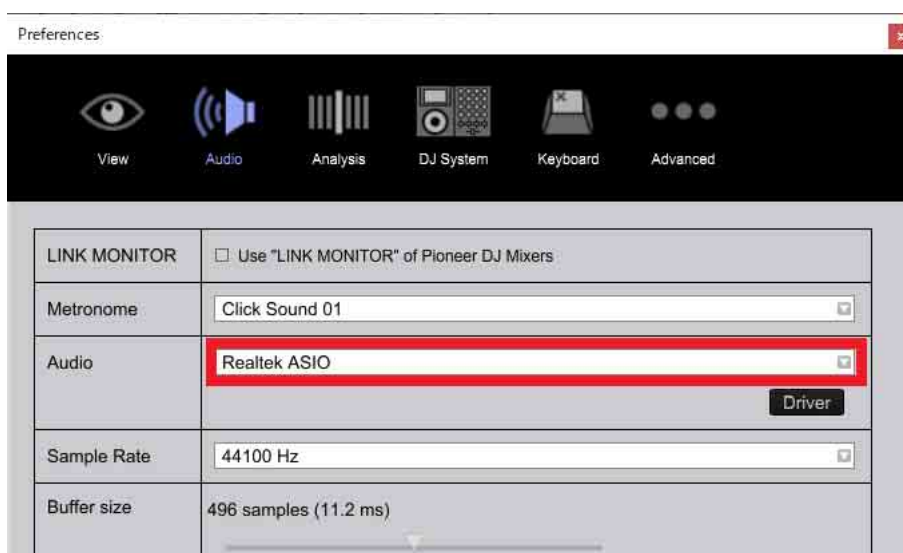 Preferences
View Audio Analysis DJ System Keyboard Advanced
LINK MONITOR Use "LINK MONITOR" of Pioneer DJ Mixers
Metronome Click Sound 01
Audio Realtek ASIO
Driver
Sample Rate 44100 Hz
Buffer size 496 samples (11.2 ms)